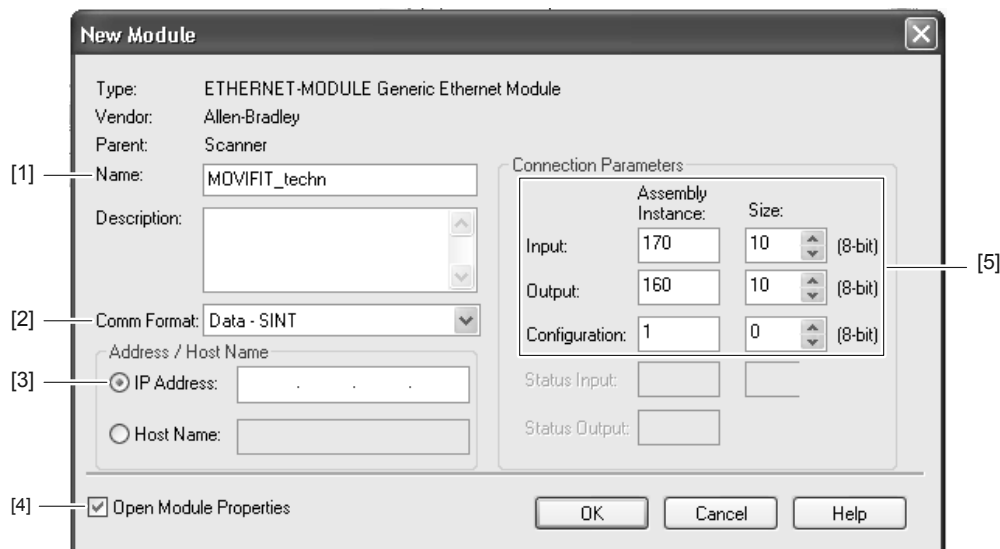 New Module
Type: ETHERNET-MODULE Generic Ethernet Module
Vendor: Allen-Bradley
Parent: Scanner
[1] Name: MOVIFIT_techn
Description:
[2] Comm Format: Data - SINT
Address / Host Name
[3] IP Address: . . .
Host Name:
Connection Parameters
Assembly
Instance: Size:
Input: 170 10 (8-bit)
Output: 160 10 (8-bit)
Configuration: 1 0 (8-bit)
[5]
Status Input:
Status Output:
[4] Open Module Properties
OK Cancel Help